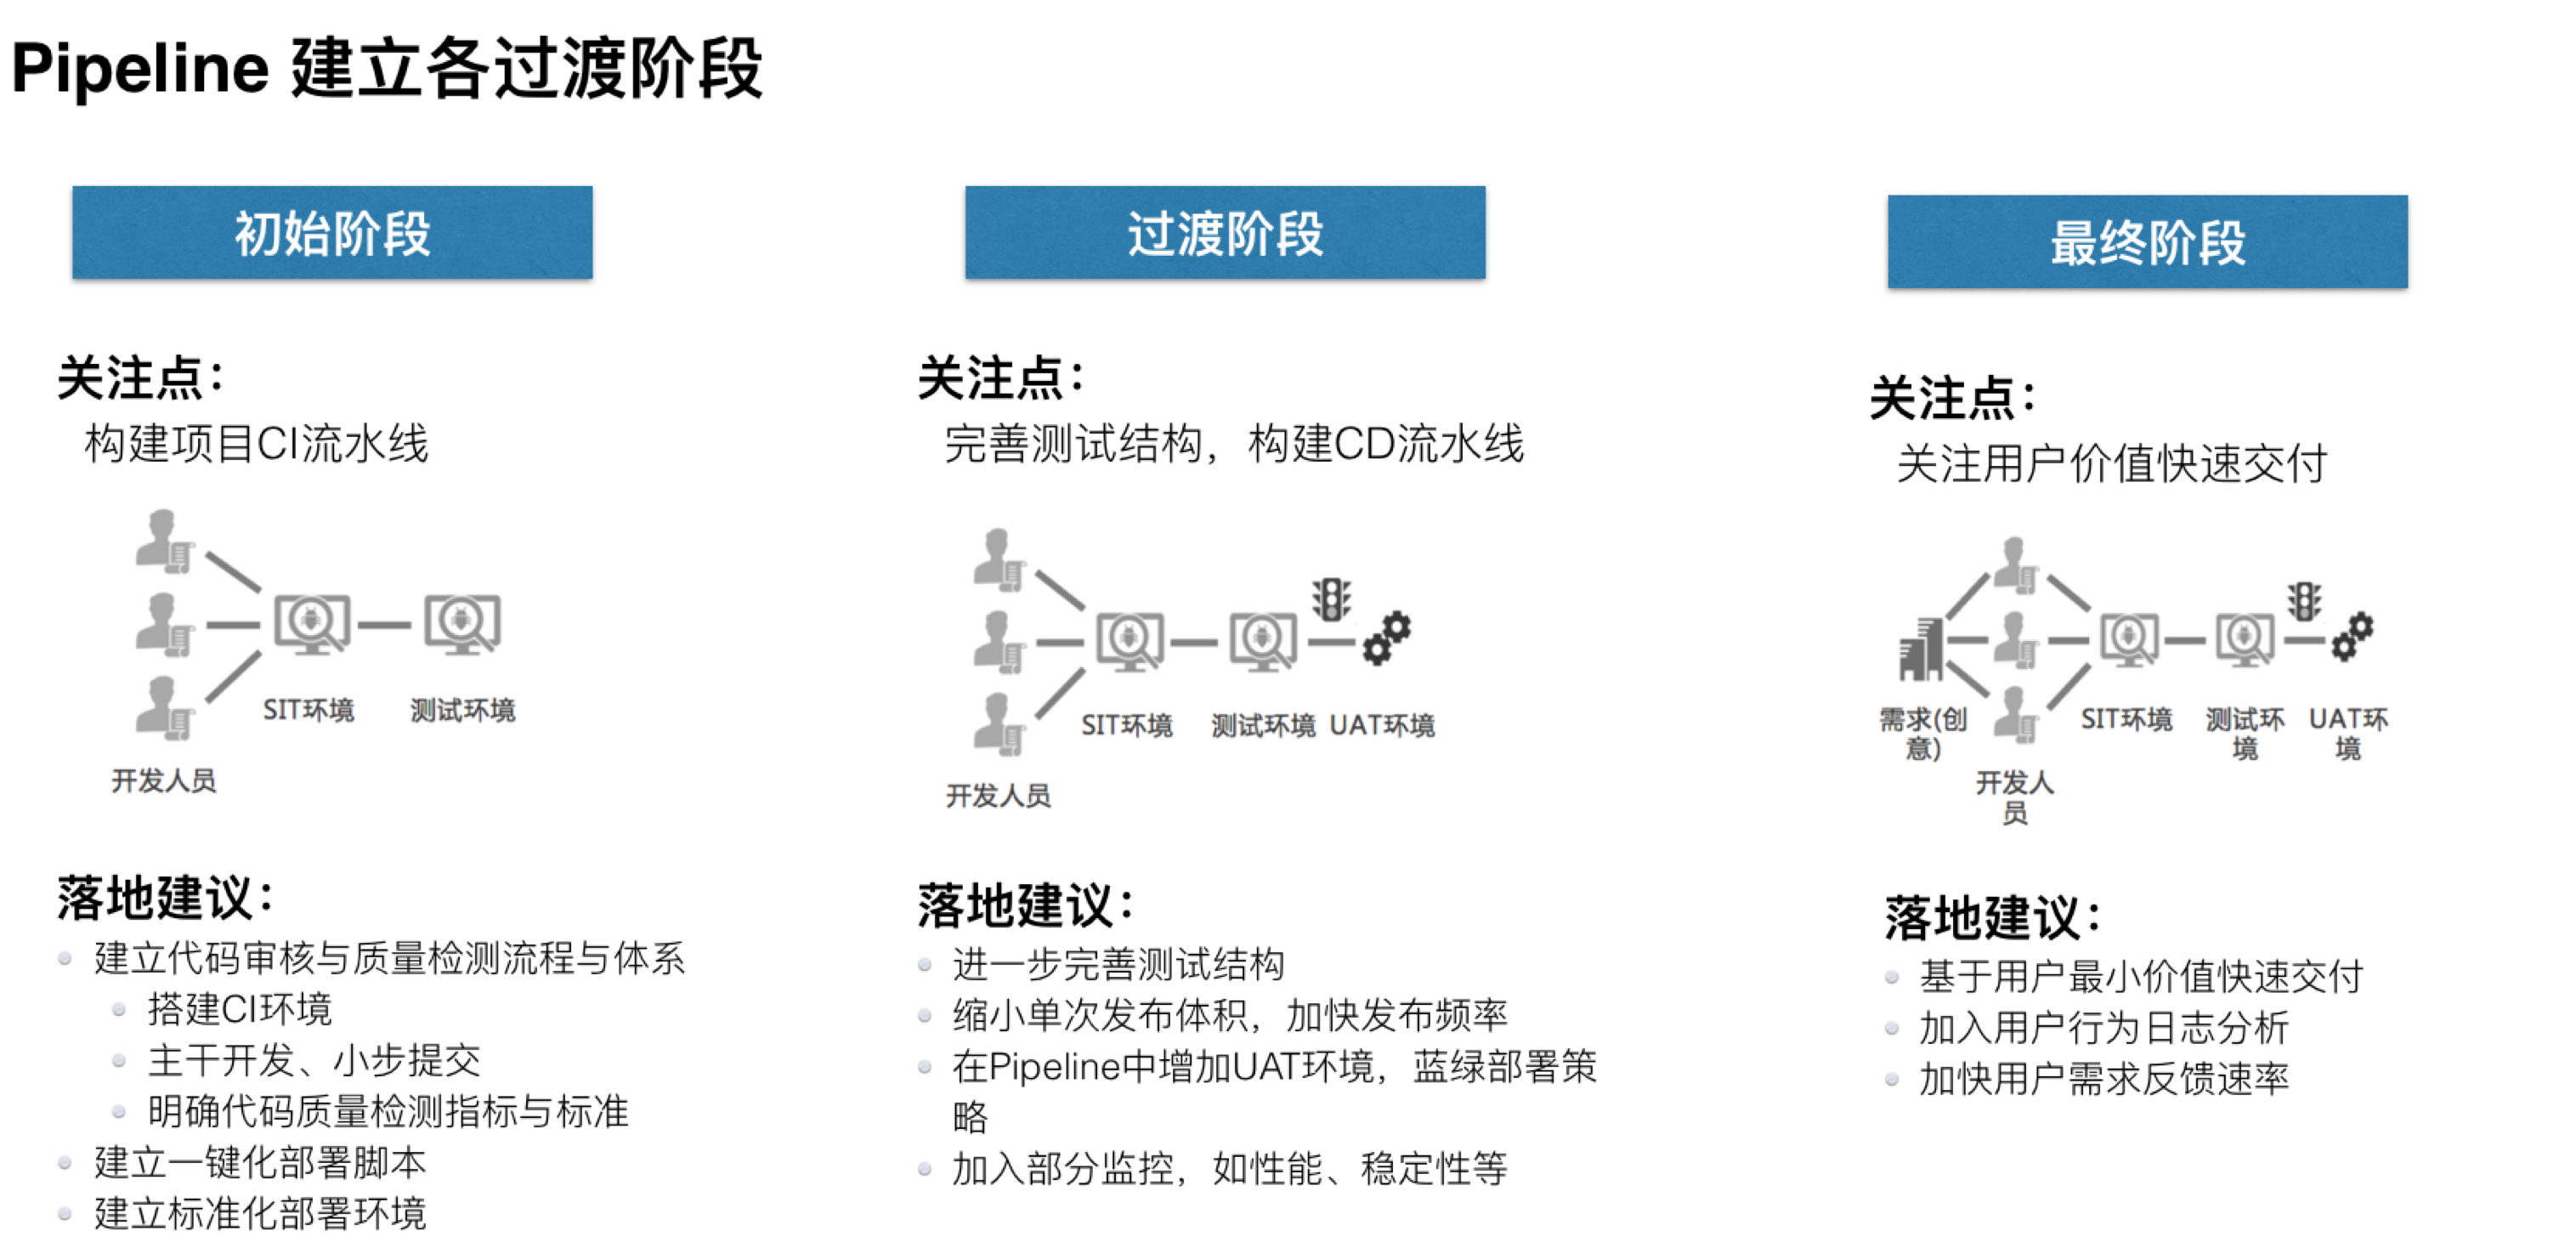 Pipeline 建立各过渡阶段
初始阶段
关注点：
构建项目CI流水线
SIT环境
测试环境
开发人员
落地建议：
建立代码审核与质量检测流程与体系
搭建CI环境
主干开发、小步提交
明确代码质量检测指标与标准
建立一键化部署脚本
建立标准化部署环境
过渡阶段
关注点：
完善测试结构，构建CD流水线
SIT环境
测试环境
UAT环境
开发人员
落地建议：
进一步完善测试结构
缩小单次发布体积，加快发布频率
在Pipeline中增加UAT环境，蓝绿部署策
略
加入部分监控，如性能、稳定性等
最终阶段
关注点：
关注用户价值快速交付
需求(创
意)
开发人
员
SIT环境
测试环
境
UAT环
境
落地建议：
基于用户最小价值快速交付
加入用户行为日志分析
加快用户需求反馈速率